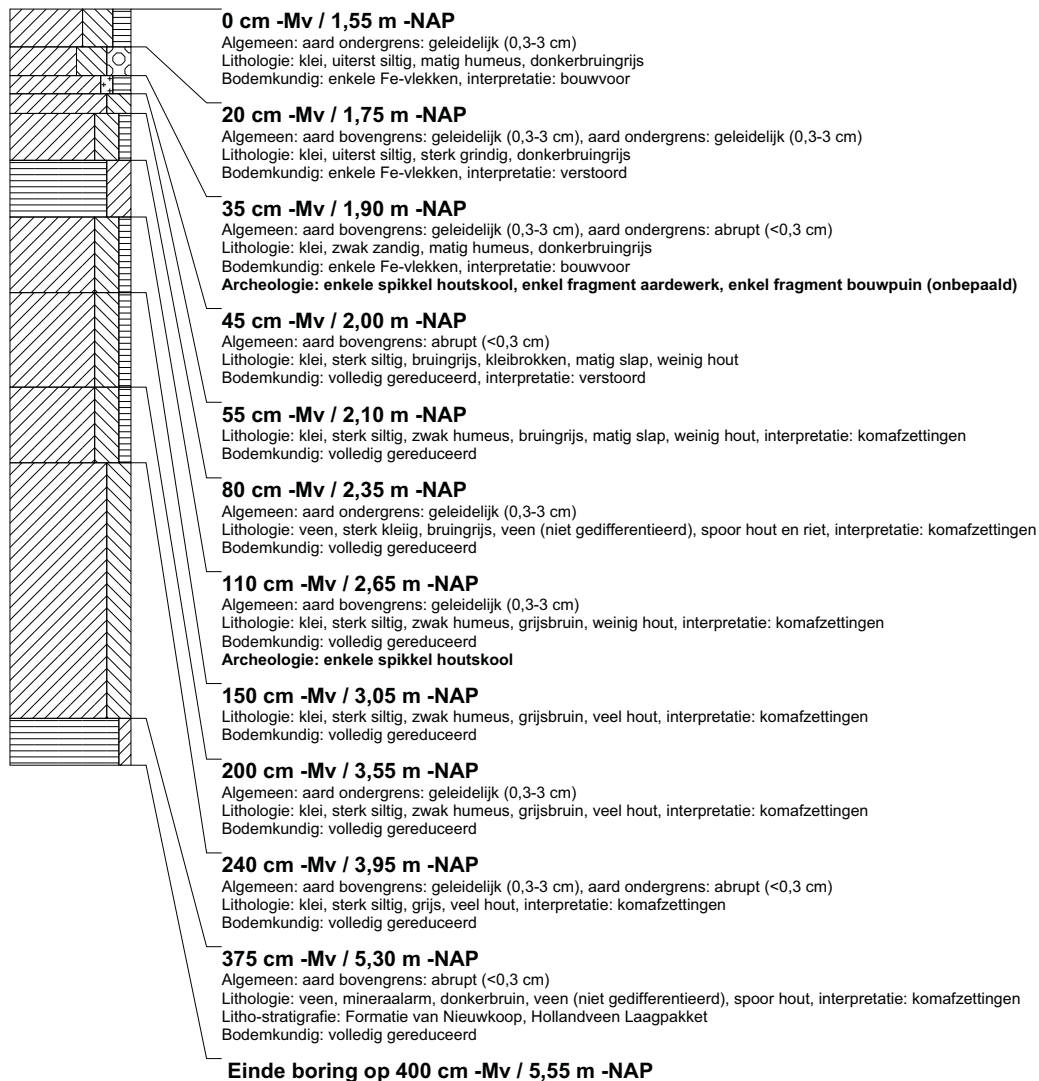 0 cm -Mv / 1,55 m -NAP
Algemeen: aard ondergrens: geleidelijk (0,3-3 cm)
Lithologie: klei, uiterst siltig, matig humeus, donkerbruingrijs
Bodemkundig: enkele Fe-vlekken, interpretatie: bouwvoor
20 cm -Mv / 1,75 m -NAP
Algemeen: aard bovengrens: geleidelijk (0,3-3 cm), aard ondergrens: geleidelijk (0,3-3 cm)
Lithologie: klei, uiterst siltig, sterk grindig, donkerbruingrijs
Bodemkundig: enkele Fe-vlekken, interpretatie: verstoord
35 cm -Mv / 1,90 m -NAP
Algemeen: aard bovengrens: geleidelijk (0,3-3 cm), aard ondergrens: abrupt (<0,3 cm)
Lithologie: klei, zwak zandig, matig humeus, donkerbruingrijs
Bodemkundig: enkele Fe-vlekken, interpretatie: bouwvoor
Archeologie: enkele spikkel houtskool, enkel fragment aardewerk, enkel fragment bouwpuin (onbepaald)
45 cm -Mv / 2,00 m -NAP
Algemeen: aard bovengrens: abrupt (<0,3 cm)
Lithologie: klei, sterk siltig, bruingrijs, kleibrokken, matig slap, weinig hout
Bodemkundig: volledig gereduceerd, interpretatie: verstoord
55 cm -Mv / 2,10 m -NAP
Lithologie: klei, sterk siltig, zwak humeus, bruingrijs, matig slap, weinig hout, interpretatie: komafzettingen
Bodemkundig: volledig gereduceerd
80 cm -Mv / 2,35 m -NAP
Algemeen: aard ondergrens: geleidelijk (0,3-3 cm)
Lithologie: veen, sterk kleiig, bruingrijs, veen (niet gedifferentieerd), spoor hout en riet, interpretatie: komafzettingen
Bodemkundig: volledig gereduceerd
110 cm -Mv / 2,65 m -NAP
Algemeen: aard bovengrens: geleidelijk (0,3-3 cm)
Lithologie: klei, sterk siltig, zwak humeus, grijsbruin, weinig hout, interpretatie: komafzettingen
Bodemkundig: volledig gereduceerd
Archeologie: enkele spikkel houtskool
150 cm -Mv / 3,05 m -NAP
Lithologie: klei, sterk siltig, zwak humeus, grijsbruin, veel hout, interpretatie: komafzettingen
Bodemkundig: volledig gereduceerd
200 cm -Mv / 3,55 m -NAP
Algemeen: aard ondergrens: geleidelijk (0,3-3 cm)
Lithologie: klei, sterk siltig, zwak humeus, grijsbruin, veel hout, interpretatie: komafzettingen
Bodemkundig: volledig gereduceerd
240 cm -Mv / 3,95 m -NAP
Algemeen: aard bovengrens: geleidelijk (0,3-3 cm), aard ondergrens: abrupt (<0,3 cm)
Lithologie: klei, sterk siltig, grijs, veel hout, interpretatie: komafzettingen
Bodemkundig: volledig gereduceerd
375 cm -Mv / 5,30 m -NAP
Algemeen: aard bovengrens: abrupt (<0,3 cm)
Lithologie: veen, mineraalarm, donkerbruin, veen (niet gedifferentieerd), spoor hout, interpretatie: komafzettingen
Litho-stratigrafie: Formatie van Nieuwkoop, Hollandveen Laagpakket
Bodemkundig: volledig gereduceerd
Einde boring op 400 cm -Mv / 5,55 m -NAP